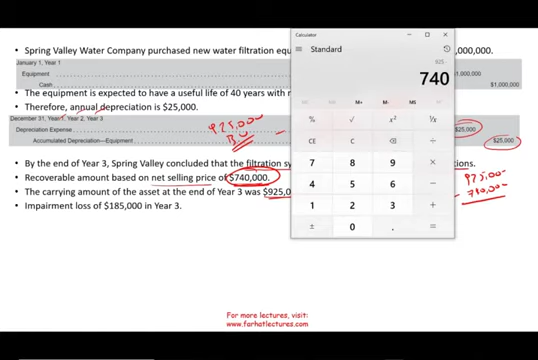 Spring Valley Water Company purchased new water filtration equ
,000,000.
January 1, Year 1
Equipment
$1,000,000
Cash
$1,000,000
The equipment is expected to have a useful life of 40 years with
Therefore, annual depreciation is $25,000.
December 31, Year 1, Year 2, Year 3
925,000
Depreciation Expense
$25,000
Accumulated Depreciation—Equipment
$25,000
By the end of Year 3, Spring Valley concluded that the filtration sy
tions.
Recoverable amount based on net selling price of $740,000.
925,000
The carrying amount of the asset at the end of Year 3 was $925,0
- 740,000
Impairment loss of $185,000 in Year 3.
Calculator
Standard
925
740
M+ M- MS
% √ x² ¹/x
CE C ÷
7 8 9 ×
4 5 6 −
1 2 3 +
± 0 . =
For more lectures, visit:
www.farhatlectures.com